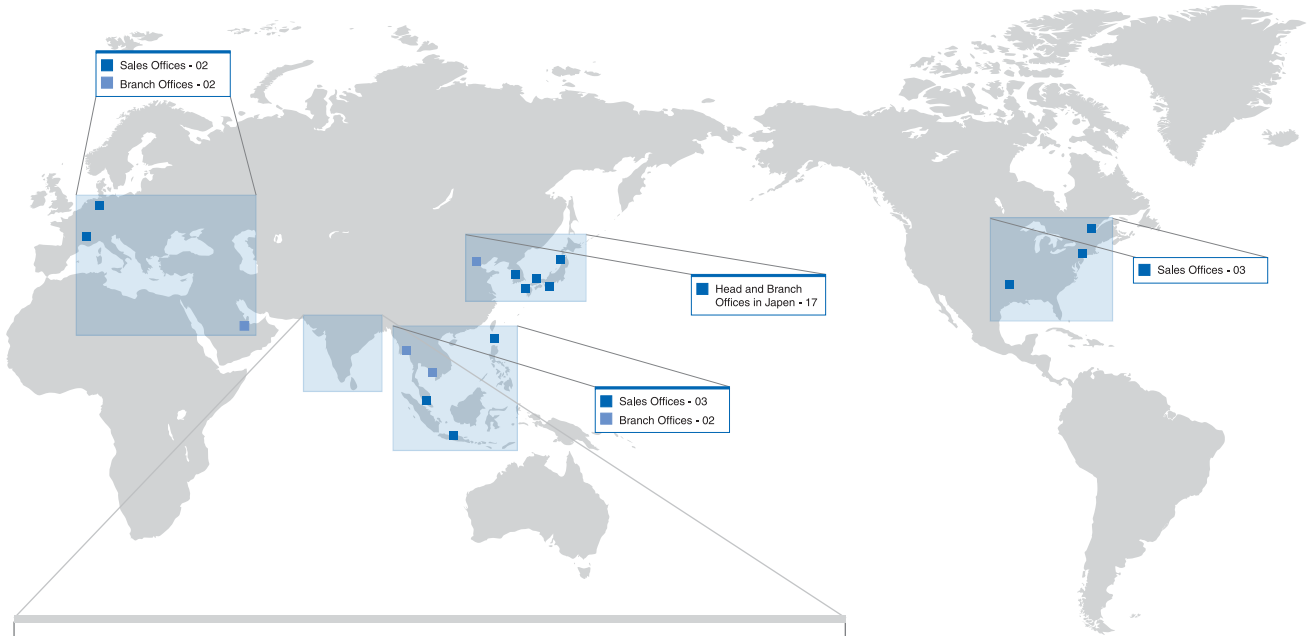 Sales Offices - 02
Branch Offices - 02
Head and Branch
Offices in Japen - 17
Sales Offices - 03
Sales Offices - 03
Branch Offices - 02